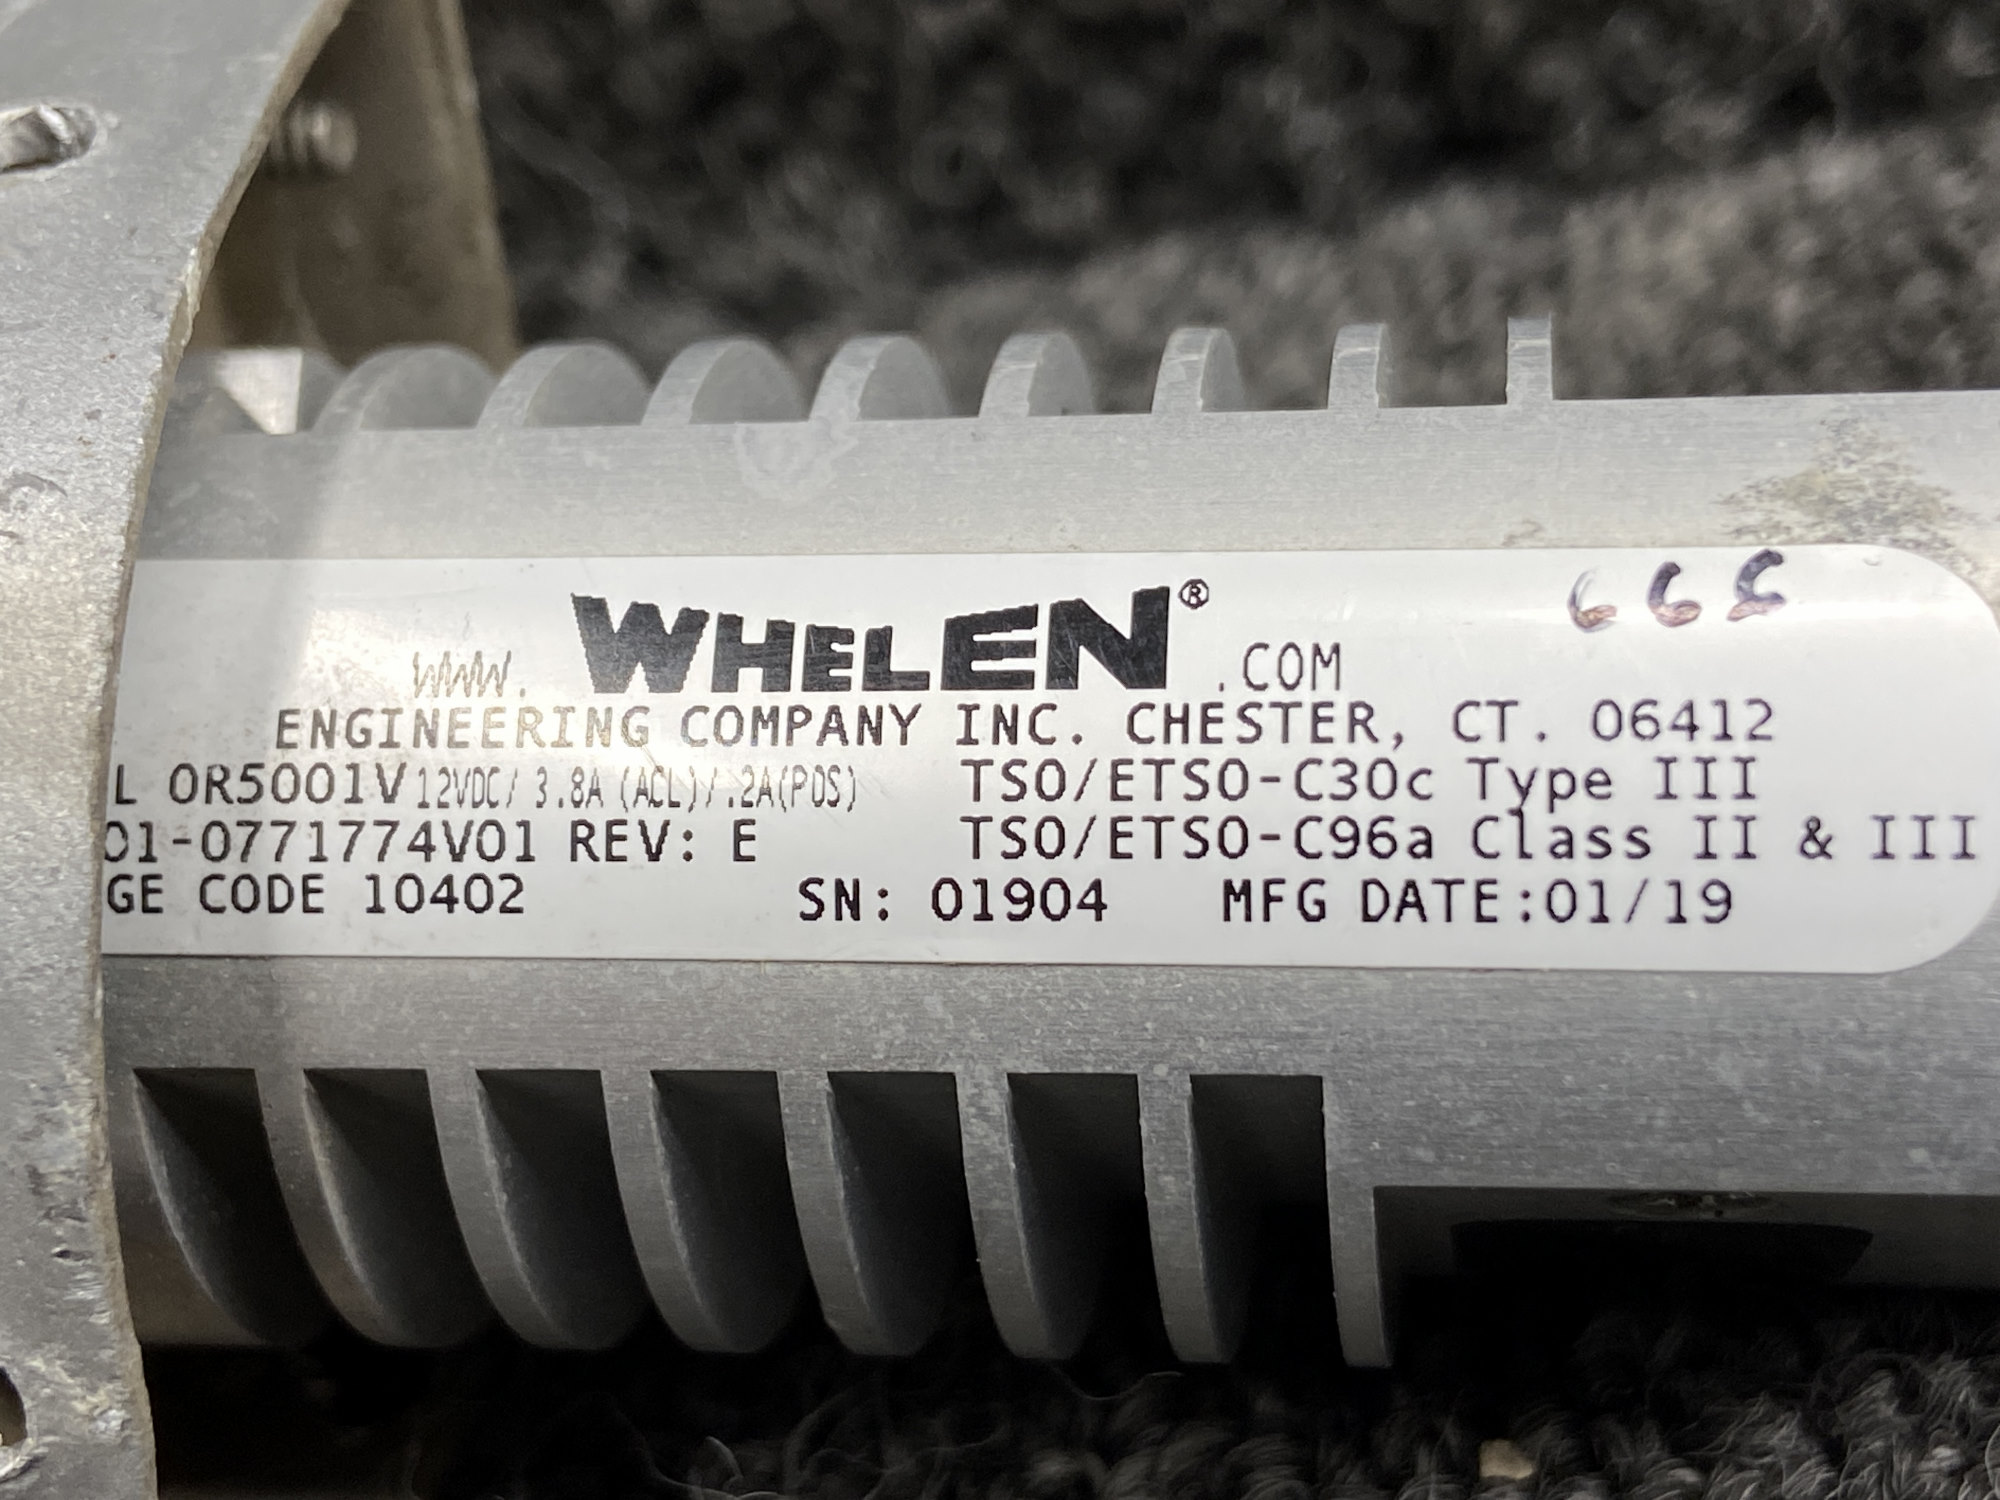 666
www.WHELEN®.COM
ENGINEERING COMPANY INC. CHESTER, CT. 06412
L OR5001V 12VDC/ 3.8A (ACL)/.2A(POS) TSO/ETSO-C30c Type III
01-0771774V01 REV: E TSO/ETSO-C96a Class II & III
GE CODE 10402 SN: 01904 MFG DATE:01/19